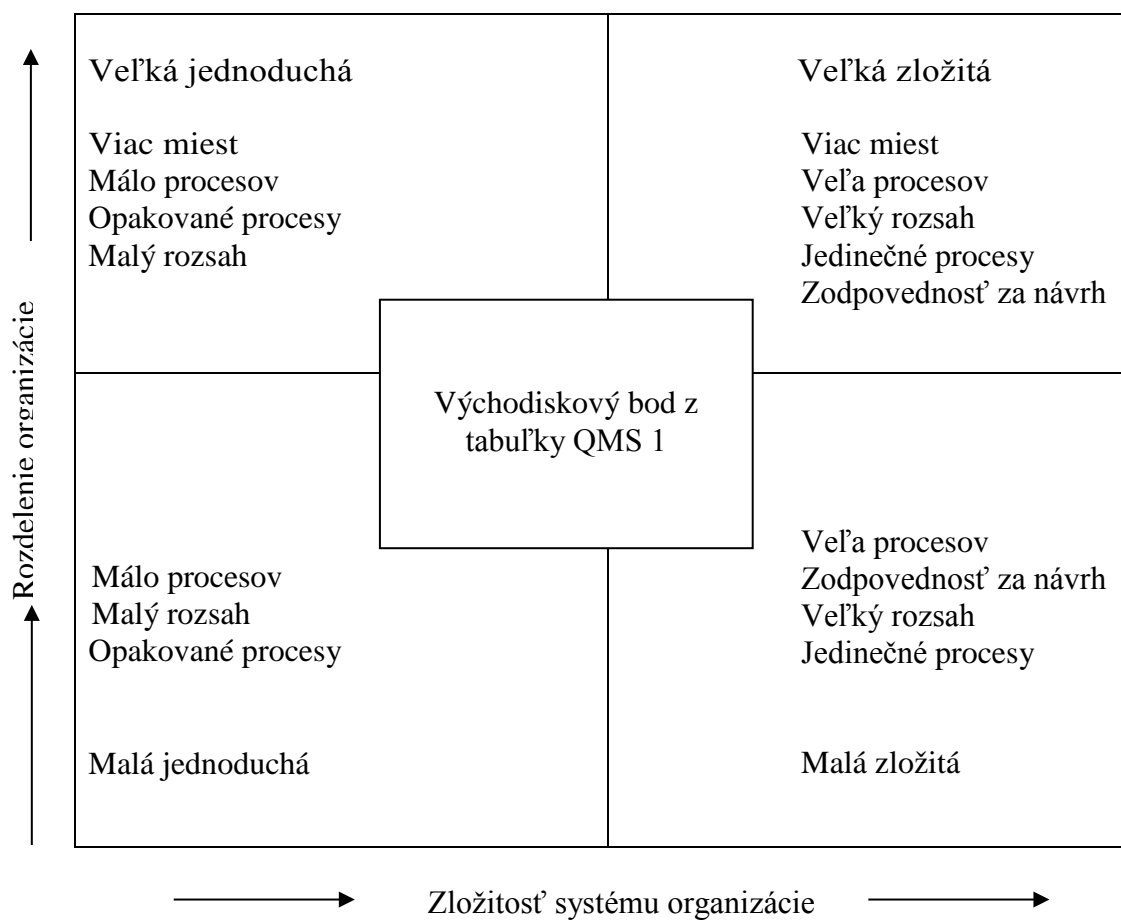 Veľká jednoduchá
Viac miest
Málo procesov
Opakované procesy
Malý rozsah
Veľká zložitá
Viac miest
Veľa procesov
Veľký rozsah
Jedinečné procesy
Zodpovednosť za návrh
Rozdelenie organizácie
Východiskový bod z
tabuľky QMS 1
Málo procesov
Malý rozsah
Opakované procesy
Malá jednoduchá
Veľa procesov
Zodpovednosť za návrh
Veľký rozsah
Jedinečné procesy
Malá zložitá
Zložitosť systému organizácie